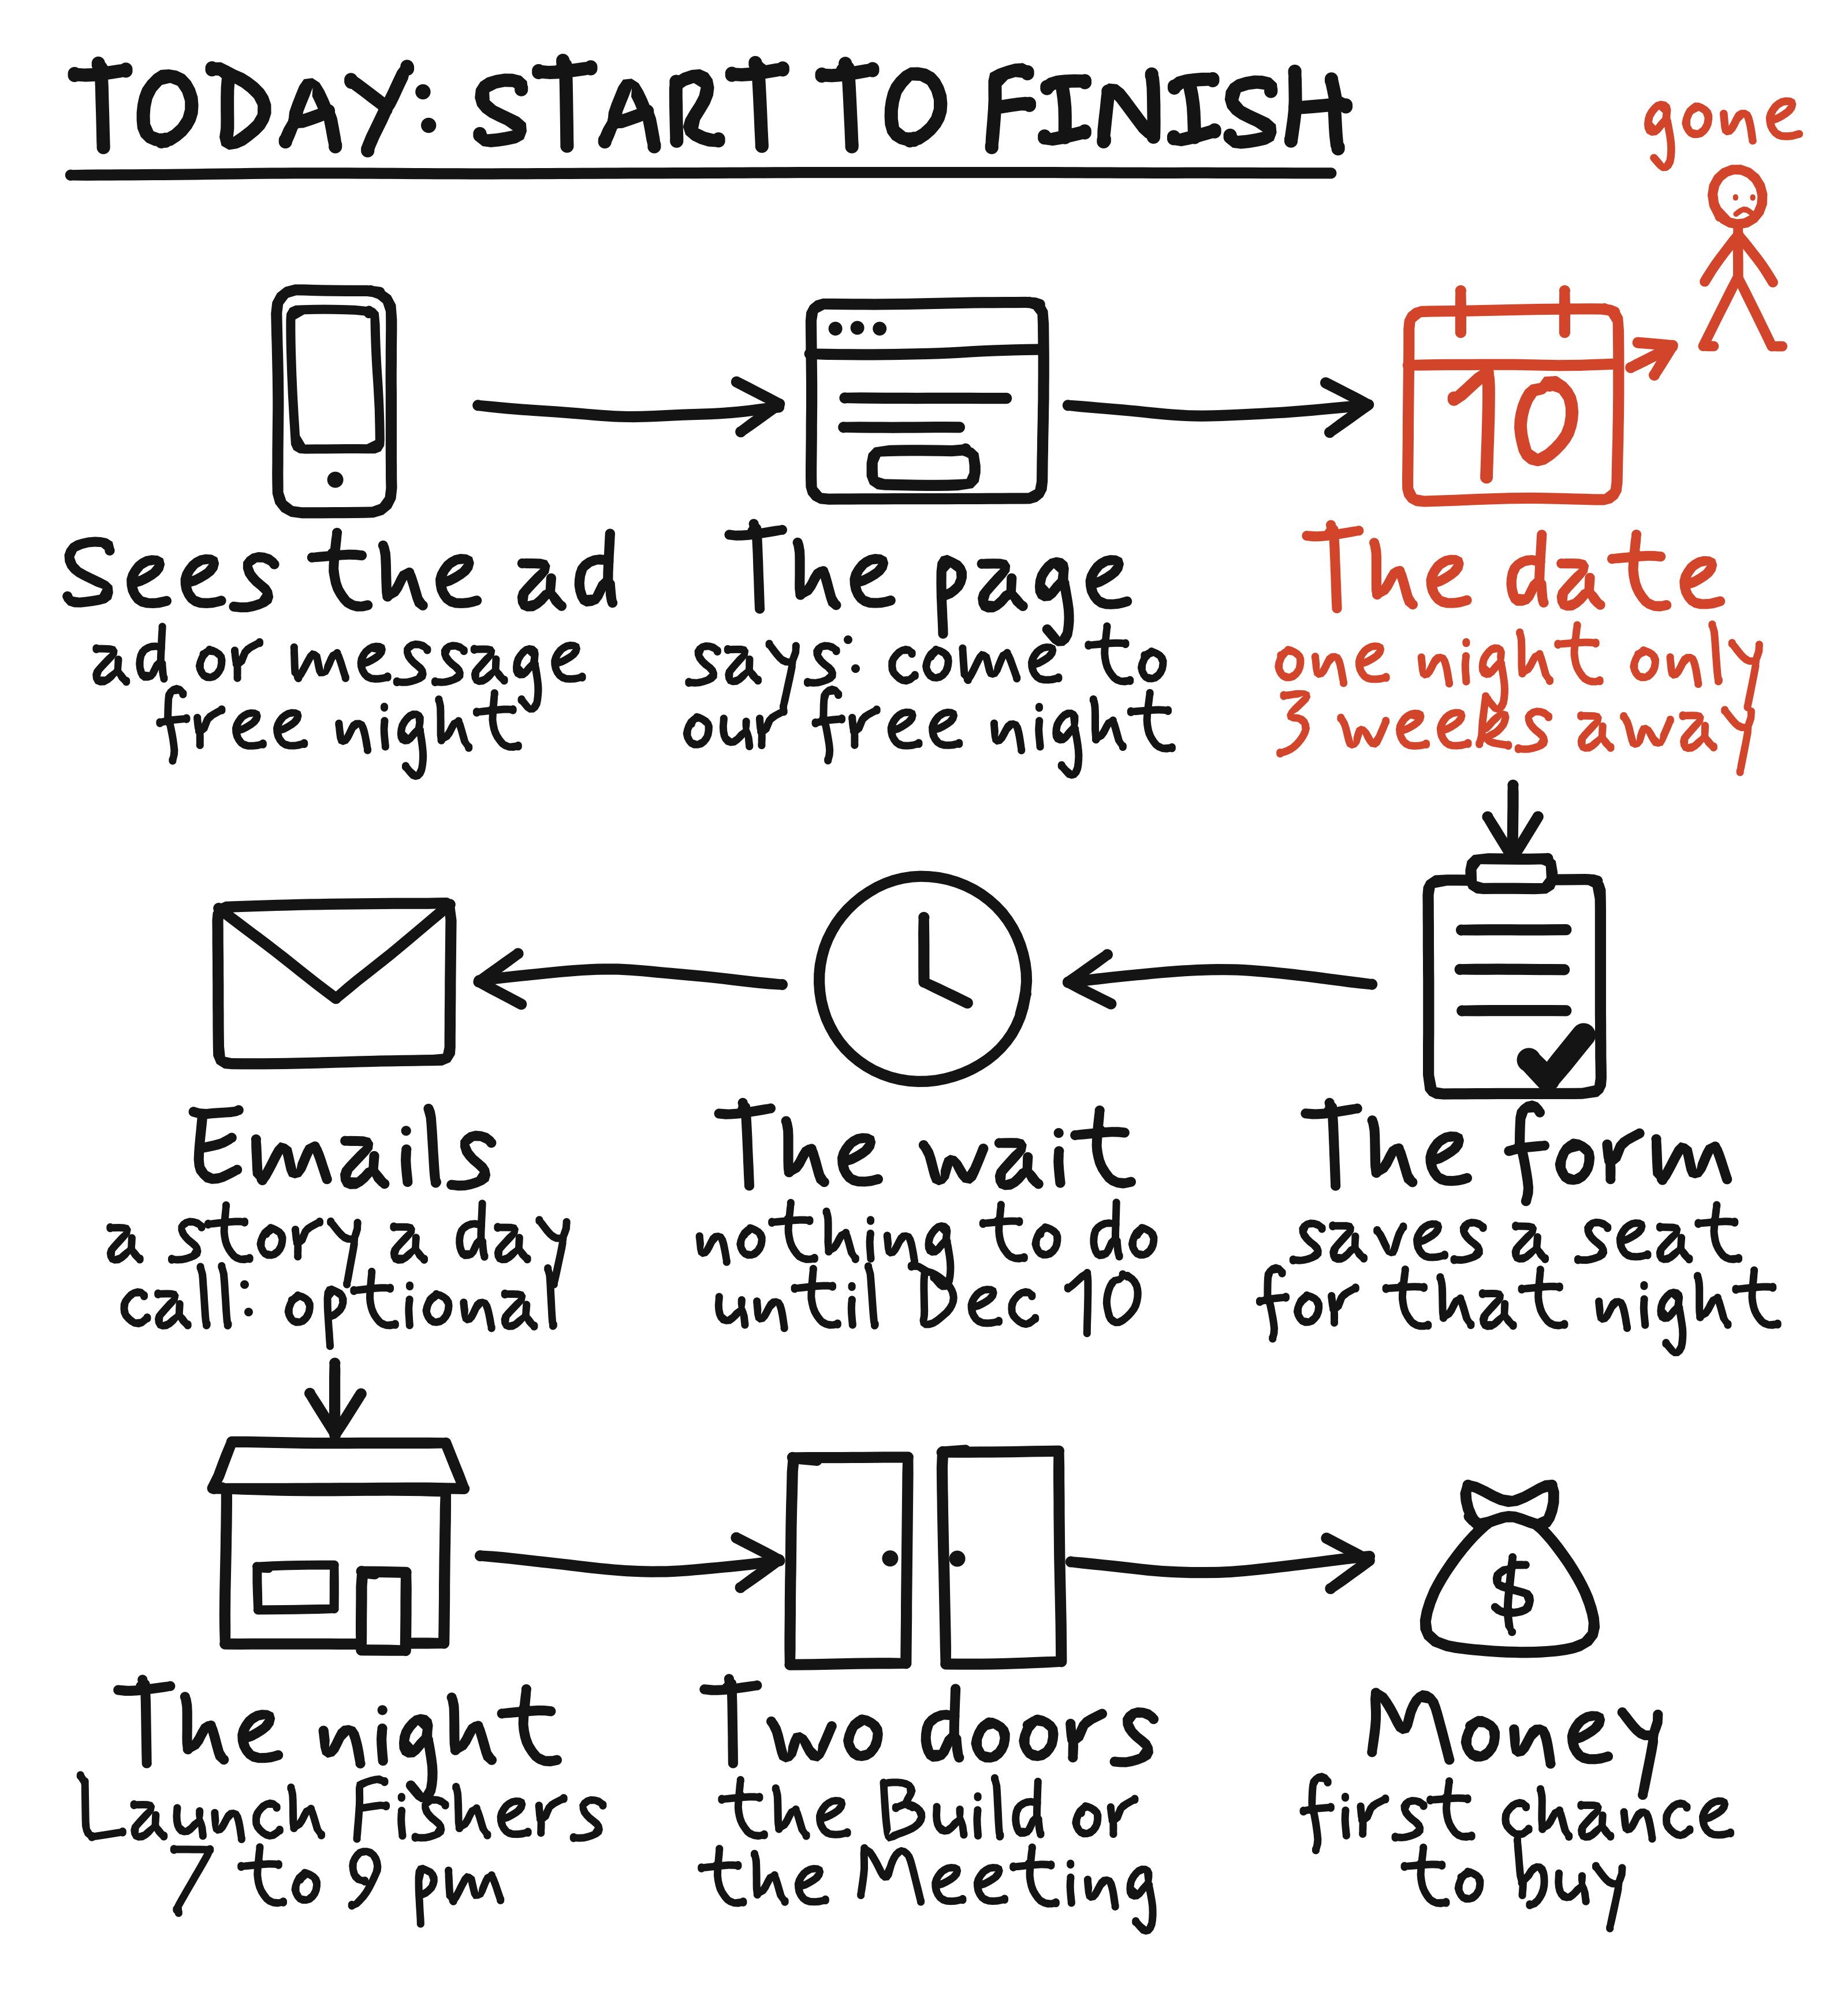 TODAY: START TO FINISH
gone
10
Sees the ad
ad or message
free night
The page
says: come to
our free night
The date
one night only
3 weeks away
Emails
a story a day
call: optional
The wait
nothing to do
until Dec 10
The form
saves a seat
for that night
The night
Launch Fishers
7 to 9 pm
Two doors
the Build or
the Meeting
$
Money
first chance
to buy